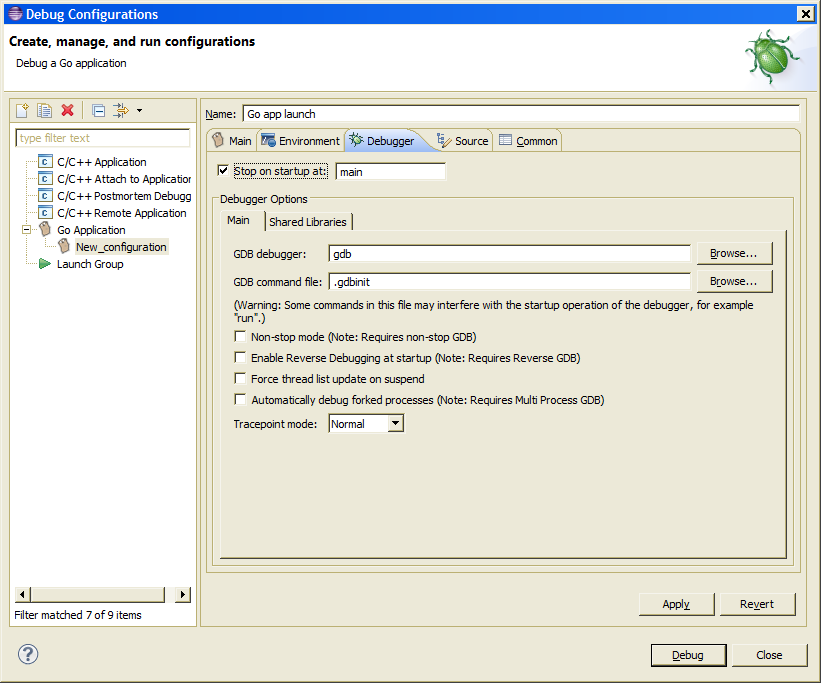 Debug Configurations
Create, manage, and run configurations
Debug a Go application
type filter text
C/C++ Application
C/C++ Attach to Application
C/C++ Postmortem Debugg
C/C++ Remote Application
Go Application
New_configuration
Launch Group
Filter matched 7 of 9 items
Name: Go app launch
Main Environment Debugger Source Common
Stop on startup at: main
Debugger Options
Main Shared Libraries
GDB debugger: gdb Browse...
GDB command file: .gdbinit Browse...
(Warning: Some commands in this file may interfere with the startup operation of the debugger, for example
"run".)
Non-stop mode (Note: Requires non-stop GDB)
Enable Reverse Debugging at startup (Note: Requires Reverse GDB)
Force thread list update on suspend
Automatically debug forked processes (Note: Requires Multi Process GDB)
Tracepoint mode: Normal
Apply Revert
? Debug Close